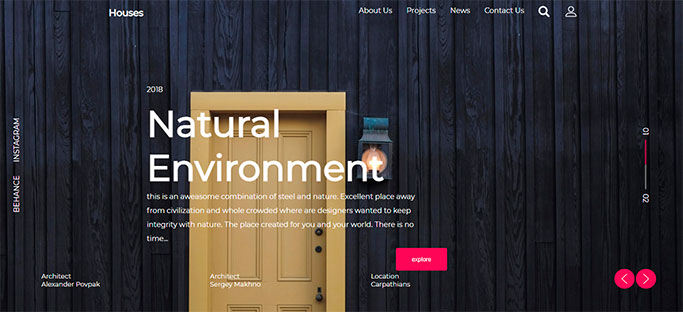 Houses
About Us
Projects
News
Contact Us
2018
Natural
Environment
this is an aweasome combination of steel and nature. Excellent place away
from civilization and whole crowded where are designers wanted to keep
integrity with nature. The place created for you and your world. There is no
time...
explore
INSTAGRAM
BEHANCE
01
02
Architect
Alexander Povpak
Architect
Sergey Makhno
Location
Carpathians